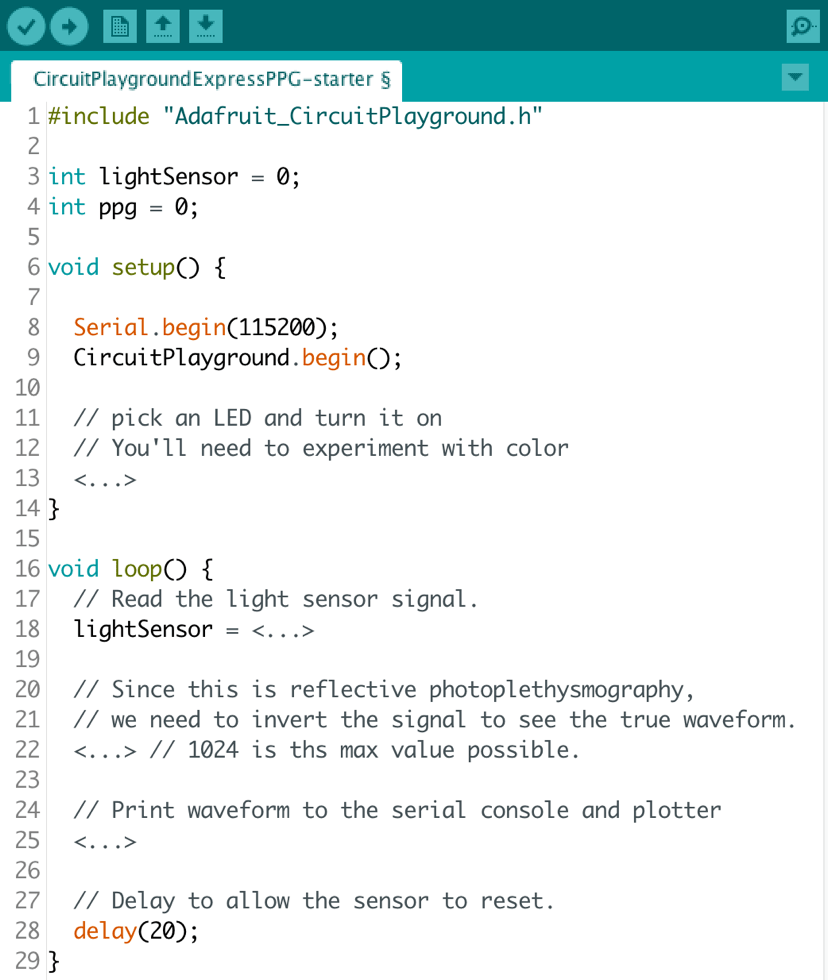 CircuitPlaygroundExpressPPG-starter §
1 #include "Adafruit_CircuitPlayground.h"
2
3 int lightSensor = 0;
4 int ppg = 0;
5
6 void setup() {
7
8   Serial.begin(115200);
9   CircuitPlayground.begin();
10
11   // pick an LED and turn it on
12   // You'll need to experiment with color
13   <...>
14 }
15
16 void loop() {
17   // Read the light sensor signal.
18   lightSensor = <...>
19
20   // Since this is reflective photoplethysmography,
21   // we need to invert the signal to see the true waveform.
22   <...> // 1024 is ths max value possible.
23
24   // Print waveform to the serial console and plotter
25   <...>
26
27   // Delay to allow the sensor to reset.
28   delay(20);
29 }